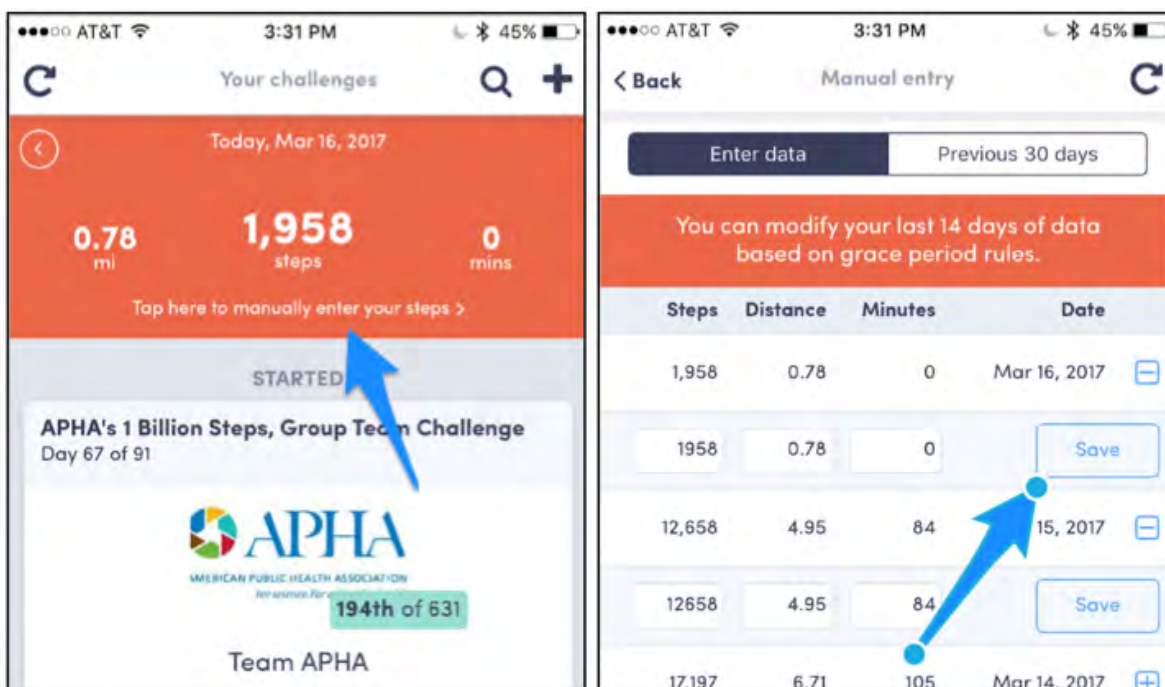 AT&T 3:31 PM 45%
Your challenges
Today, Mar 16, 2017
0.78 1,958 0
mi steps mins
Tap here to manually enter your steps >
STARTED
APHA's 1 Billion Steps, Group Team Challenge
Day 67 of 91
APHA
AMERICAN PUBLIC HEALTH ASSOCIATION
194th of 631
Team APHA
AT&T 3:31 PM 45%
< Back Manual entry
Enter data Previous 30 days
You can modify your last 14 days of data
based on grace period rules.
Steps Distance Minutes Date
1,958 0.78 0 Mar 16, 2017
1958 0.78 0 Save
12,658 4.95 84 15, 2017
12658 4.95 84 Save
17,197 6.71 105 Mar 14, 2017